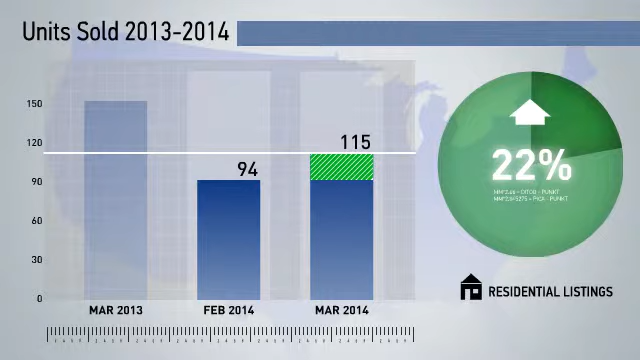 Units Sold 2013-2014
150
120
90
60
30
0
94
115
MAR 2013
FEB 2014
MAR 2014
22%
RESIDENTIAL LISTINGS